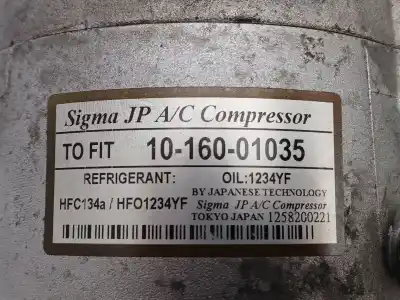 Sigma JP A/C Compressor
TO FIT 10-160-01035
REFRIGERANT: OIL:1234YF
BY JAPANESE TECHNOLOGY
HFC134a / HFO1234YF Sigma JP A/C Compressor
TOKYO JAPAN 1258200221